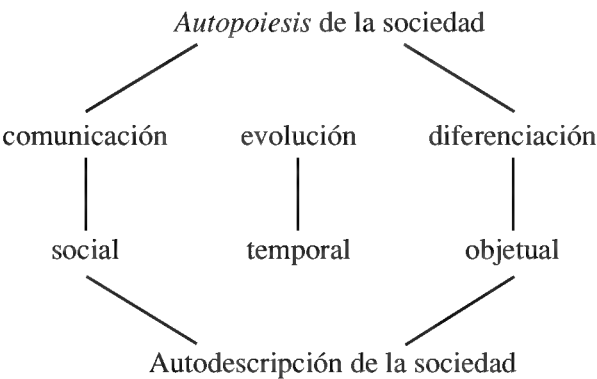 Autopoiesis de la sociedad
comunicación evolución diferenciación
social temporal objetual
Autodescripción de la sociedad